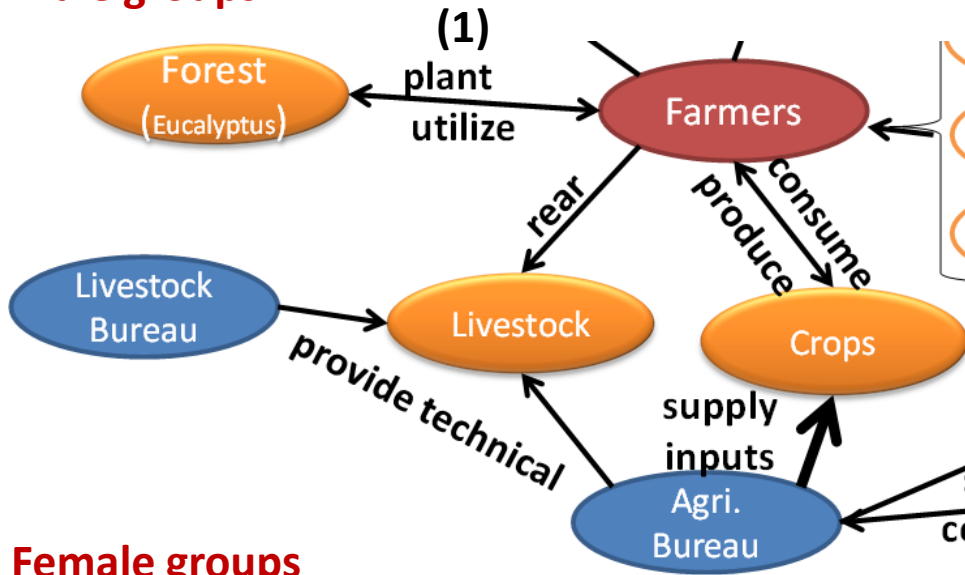 (1)
Forest
(Eucalyptus)
plant
utilize
Farmers
rear
produce
consume
Livestock
Bureau
Livestock
Crops
provide technical
supply
inputs
Agri.
Bureau
Female groups